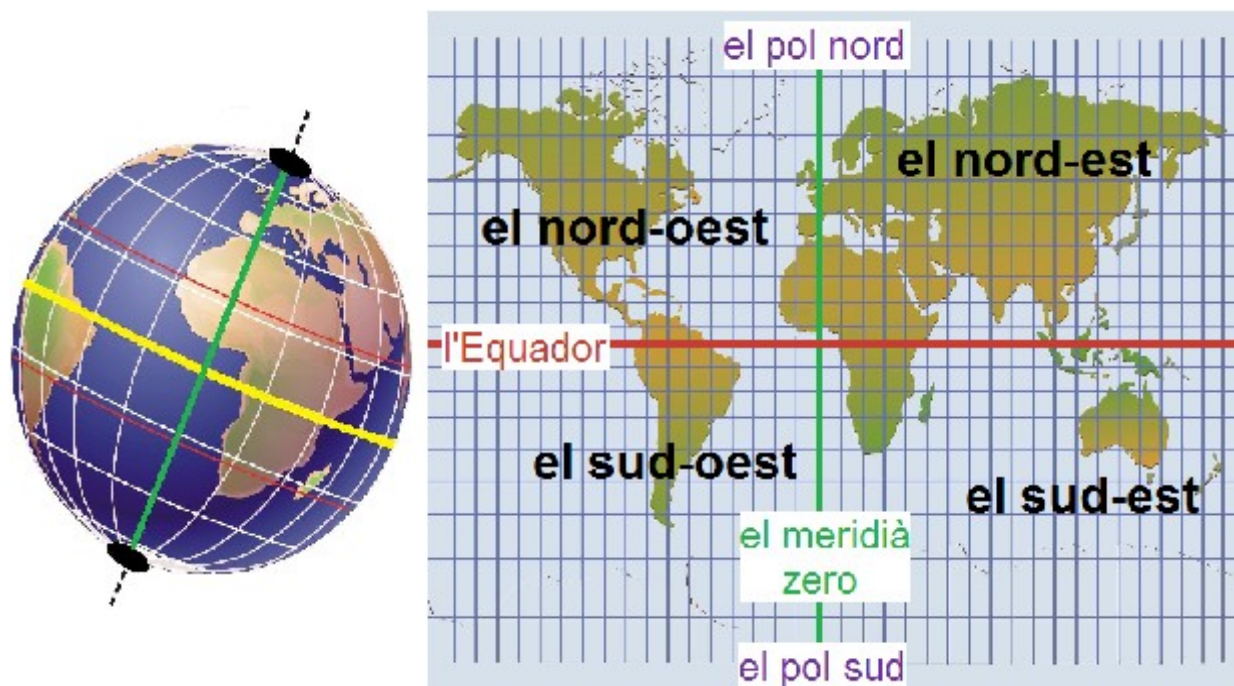 el pol nord
el nord-est
el nord-oest
l'Equador
el sud-oest
el sud-est
el meridià
zero
el pol sud